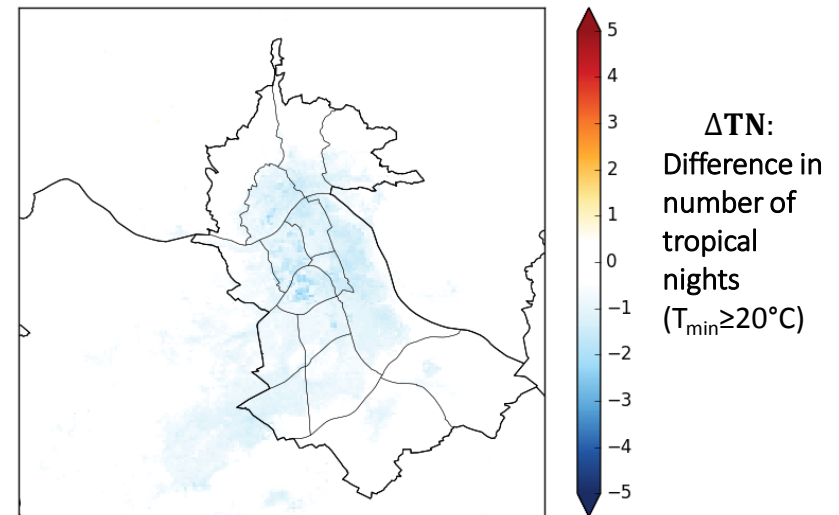 5
4
3
2
1
0
−1
−2
−3
−4
−5
ΔTN:
Difference in
number of
tropical
nights
(Tmin≥20°C)